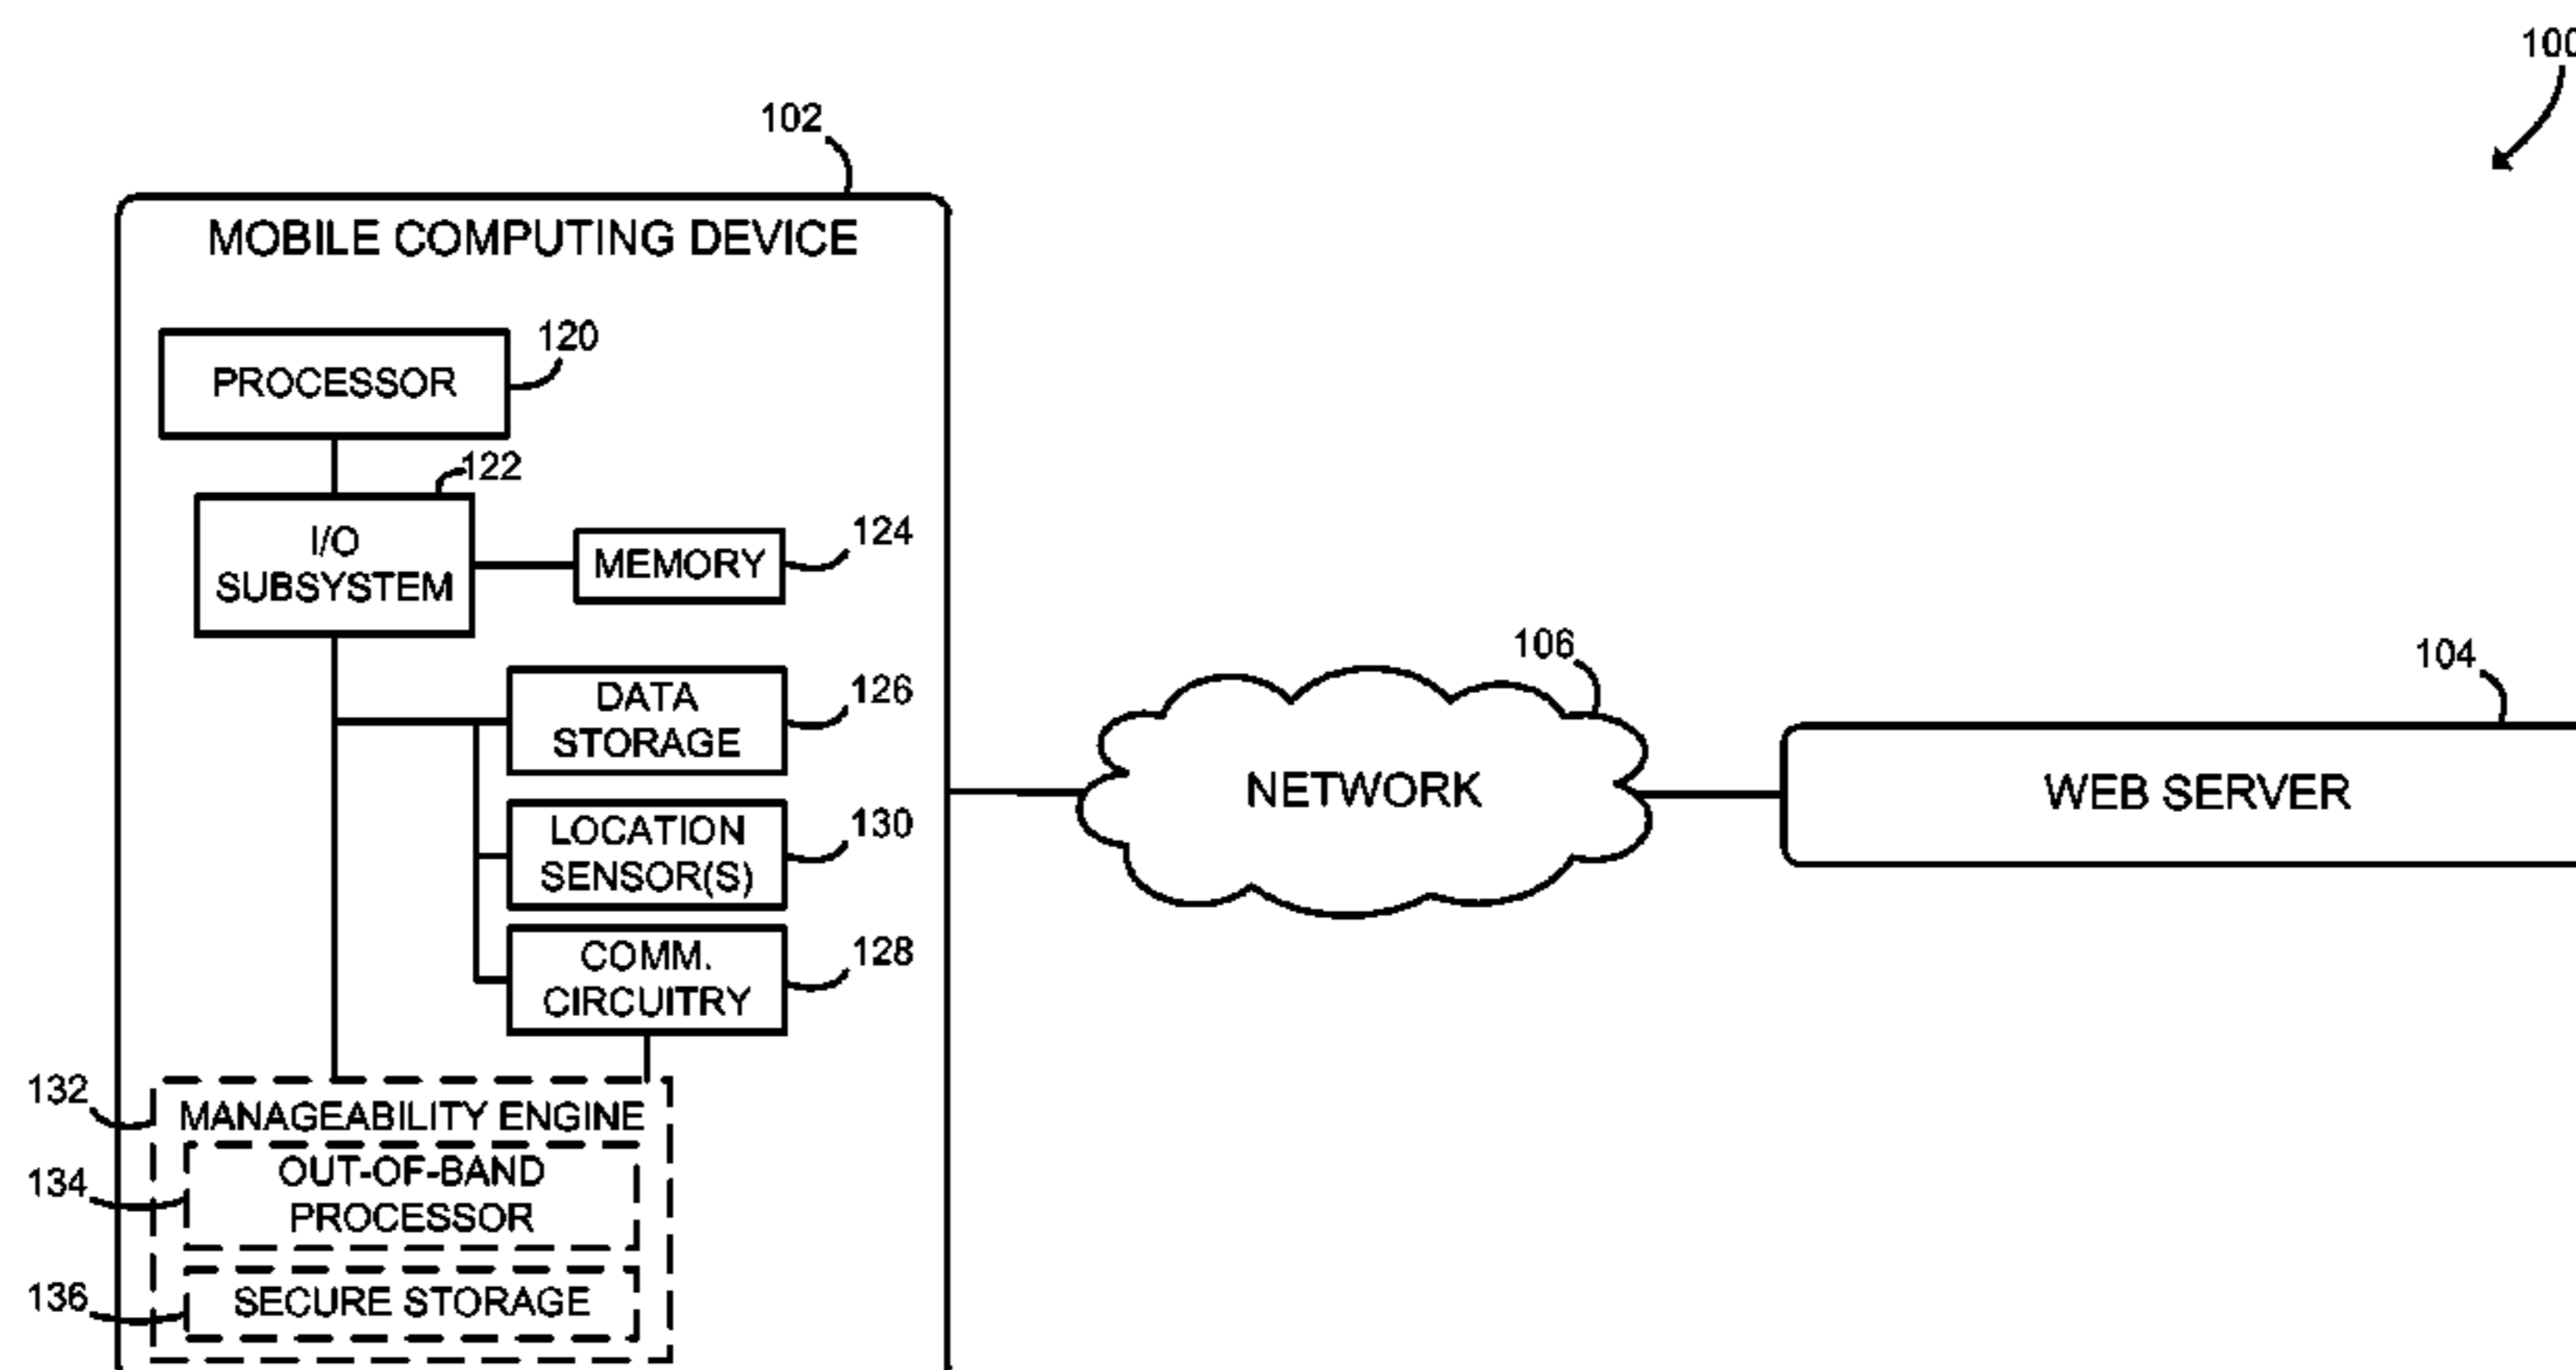 100
102
MOBILE COMPUTING DEVICE
120
PROCESSOR
122
I/O
SUBSYSTEM
124
MEMORY
126
DATA
STORAGE
130
LOCATION
SENSOR(S)
128
COMM.
CIRCUITRY
132
MANAGEABILITY ENGINE
134
OUT-OF-BAND
PROCESSOR
136
SECURE STORAGE
106
NETWORK
104
WEB SERVER